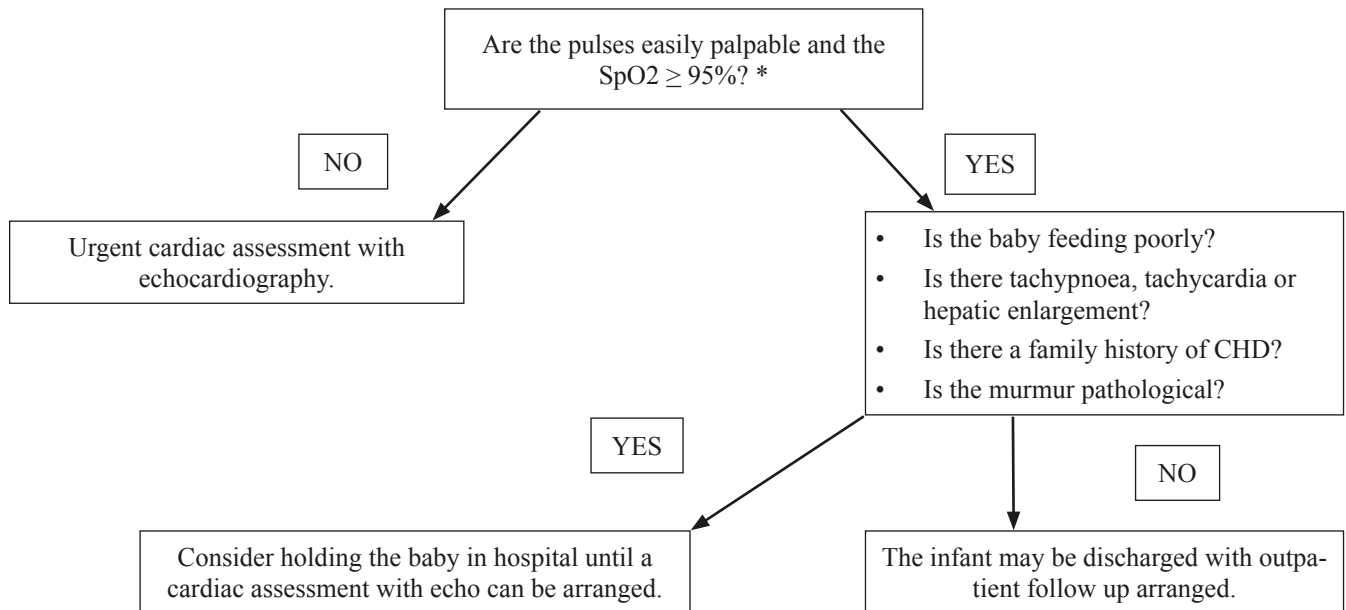 Are the pulses easily palpable and the
SpO2 ≥ 95%? *
NO
YES
Urgent cardiac assessment with
echocardiography.
• Is the baby feeding poorly?
• Is there tachypnoea, tachycardia or
hepatic enlargement?
• Is there a family history of CHD?
• Is the murmur pathological?
YES
NO
Consider holding the baby in hospital until a
cardiac assessment with echo can be arranged.
The infant may be discharged with outpa-
tient follow up arranged.